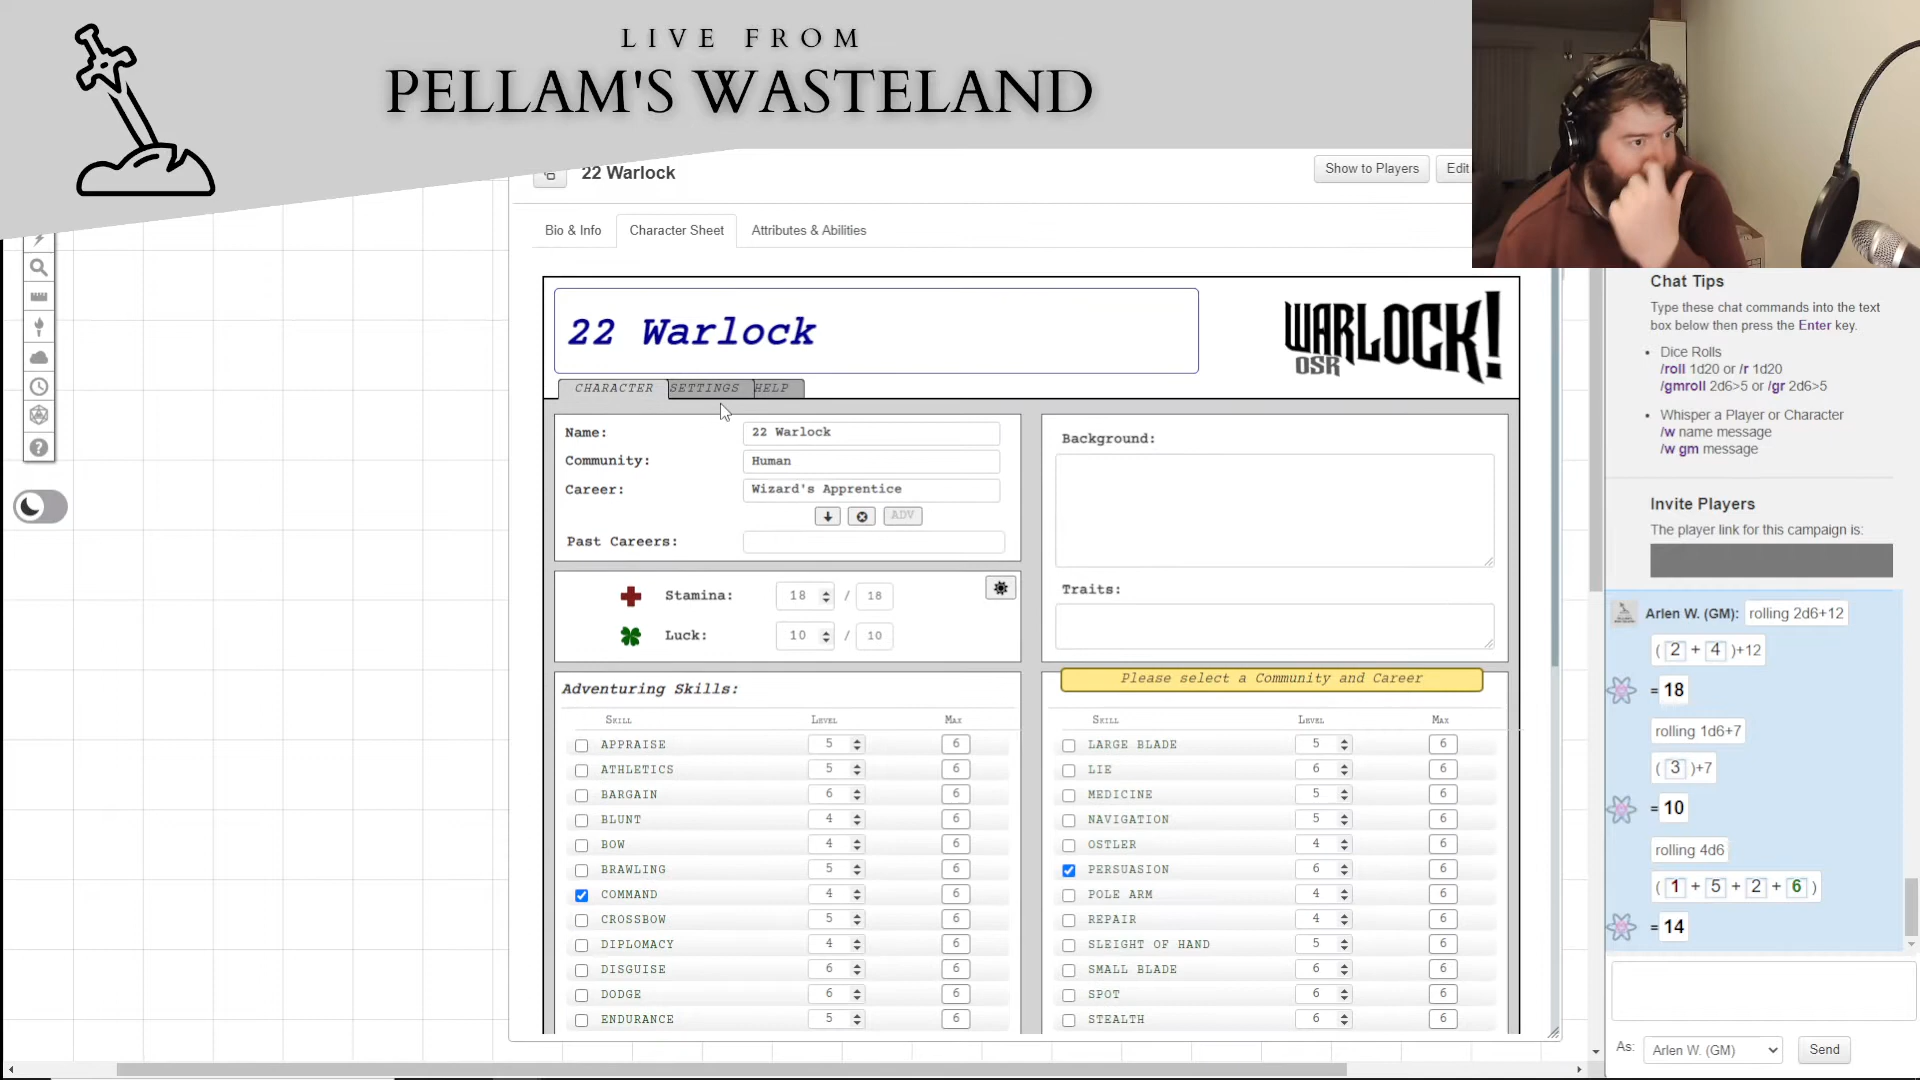 LIVE FROM
PELLAM'S WASTELAND
22 Warlock
Show to Players
Edit
Bio & Info
Character Sheet
Attributes & Abilities
22 Warlock
WARLOCK!
OSR
CHARACTER
SETTINGS
HELP
Name:
22 Warlock
Community:
Human
Career:
Wizard's Apprentice
ADV
Past Careers:
Background:
Traits:
Stamina:
18 / 18
Luck:
10 / 10
Adventuring Skills:
Skill Level Max
APPRAISE 5 6
ATHLETICS 5 6
BARGAIN 6 6
BLUNT 4 6
BOW 4 6
BRAWLING 5 6
COMMAND 4 6
CROSSBOW 5 6
DIPLOMACY 4 6
DISGUISE 6 6
DODGE 6 6
ENDURANCE 5 6
Please select a Community and Career
Skill Level Max
LARGE BLADE 5 6
LIE 6 6
MEDICINE 5 6
NAVIGATION 5 6
OSTLER 4 6
PERSUASION 6 6
POLE ARM 4 6
REPAIR 4 6
SLEIGHT OF HAND 5 6
SMALL BLADE 6 6
SPOT 6 6
STEALTH 6 6
Chat Tips
Type these chat commands into the text
box below then press the Enter key.
• Dice Rolls
/roll 1d20 or /r 1d20
/gmroll 2d6>5 or /gr 2d6>5
• Whisper a Player or Character
/w name message
/w gm message
Invite Players
The player link for this campaign is:
Arlen W. (GM): rolling 2d6+12
( 2 + 4 )+12
= 18
rolling 1d6+7
( 3 )+7
= 10
rolling 4d6
( 1 + 5 + 2 + 6 )
= 14
As: Arlen W. (GM)
Send